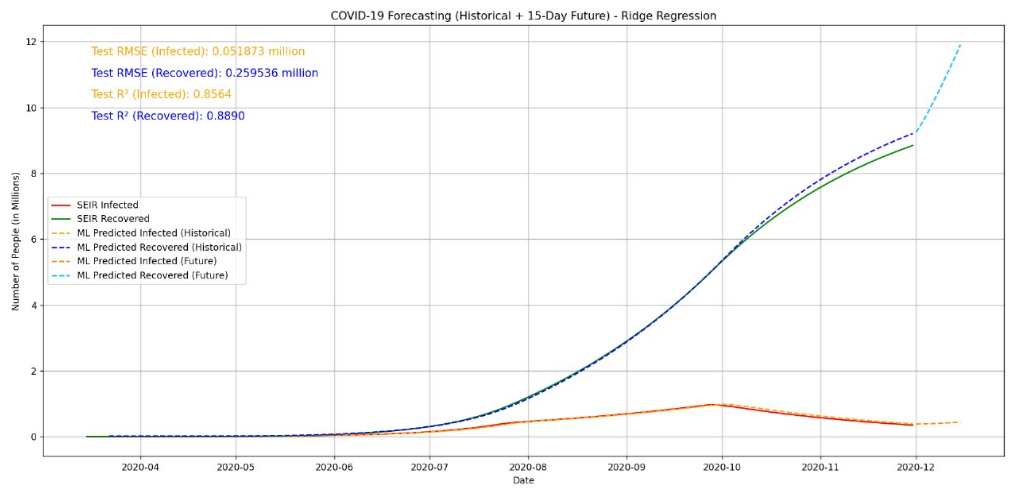 COVID-19 Forecasting (Historical + 15-Day Future) - Ridge Regression
Test RMSE (Infected): 0.051873 million
Test RMSE (Recovered): 0.259536 million
Test R² (Infected): 0.8564
Test R² (Recovered): 0.8890
SEIR Infected
SEIR Recovered
ML Predicted Infected (Historical)
ML Predicted Recovered (Historical)
ML Predicted Infected (Future)
ML Predicted Recovered (Future)
Number of People (in Millions)
12
10
8
6
4
2
0
2020-04 2020-05 2020-06 2020-07 2020-08 2020-09 2020-10 2020-11 2020-12
Date